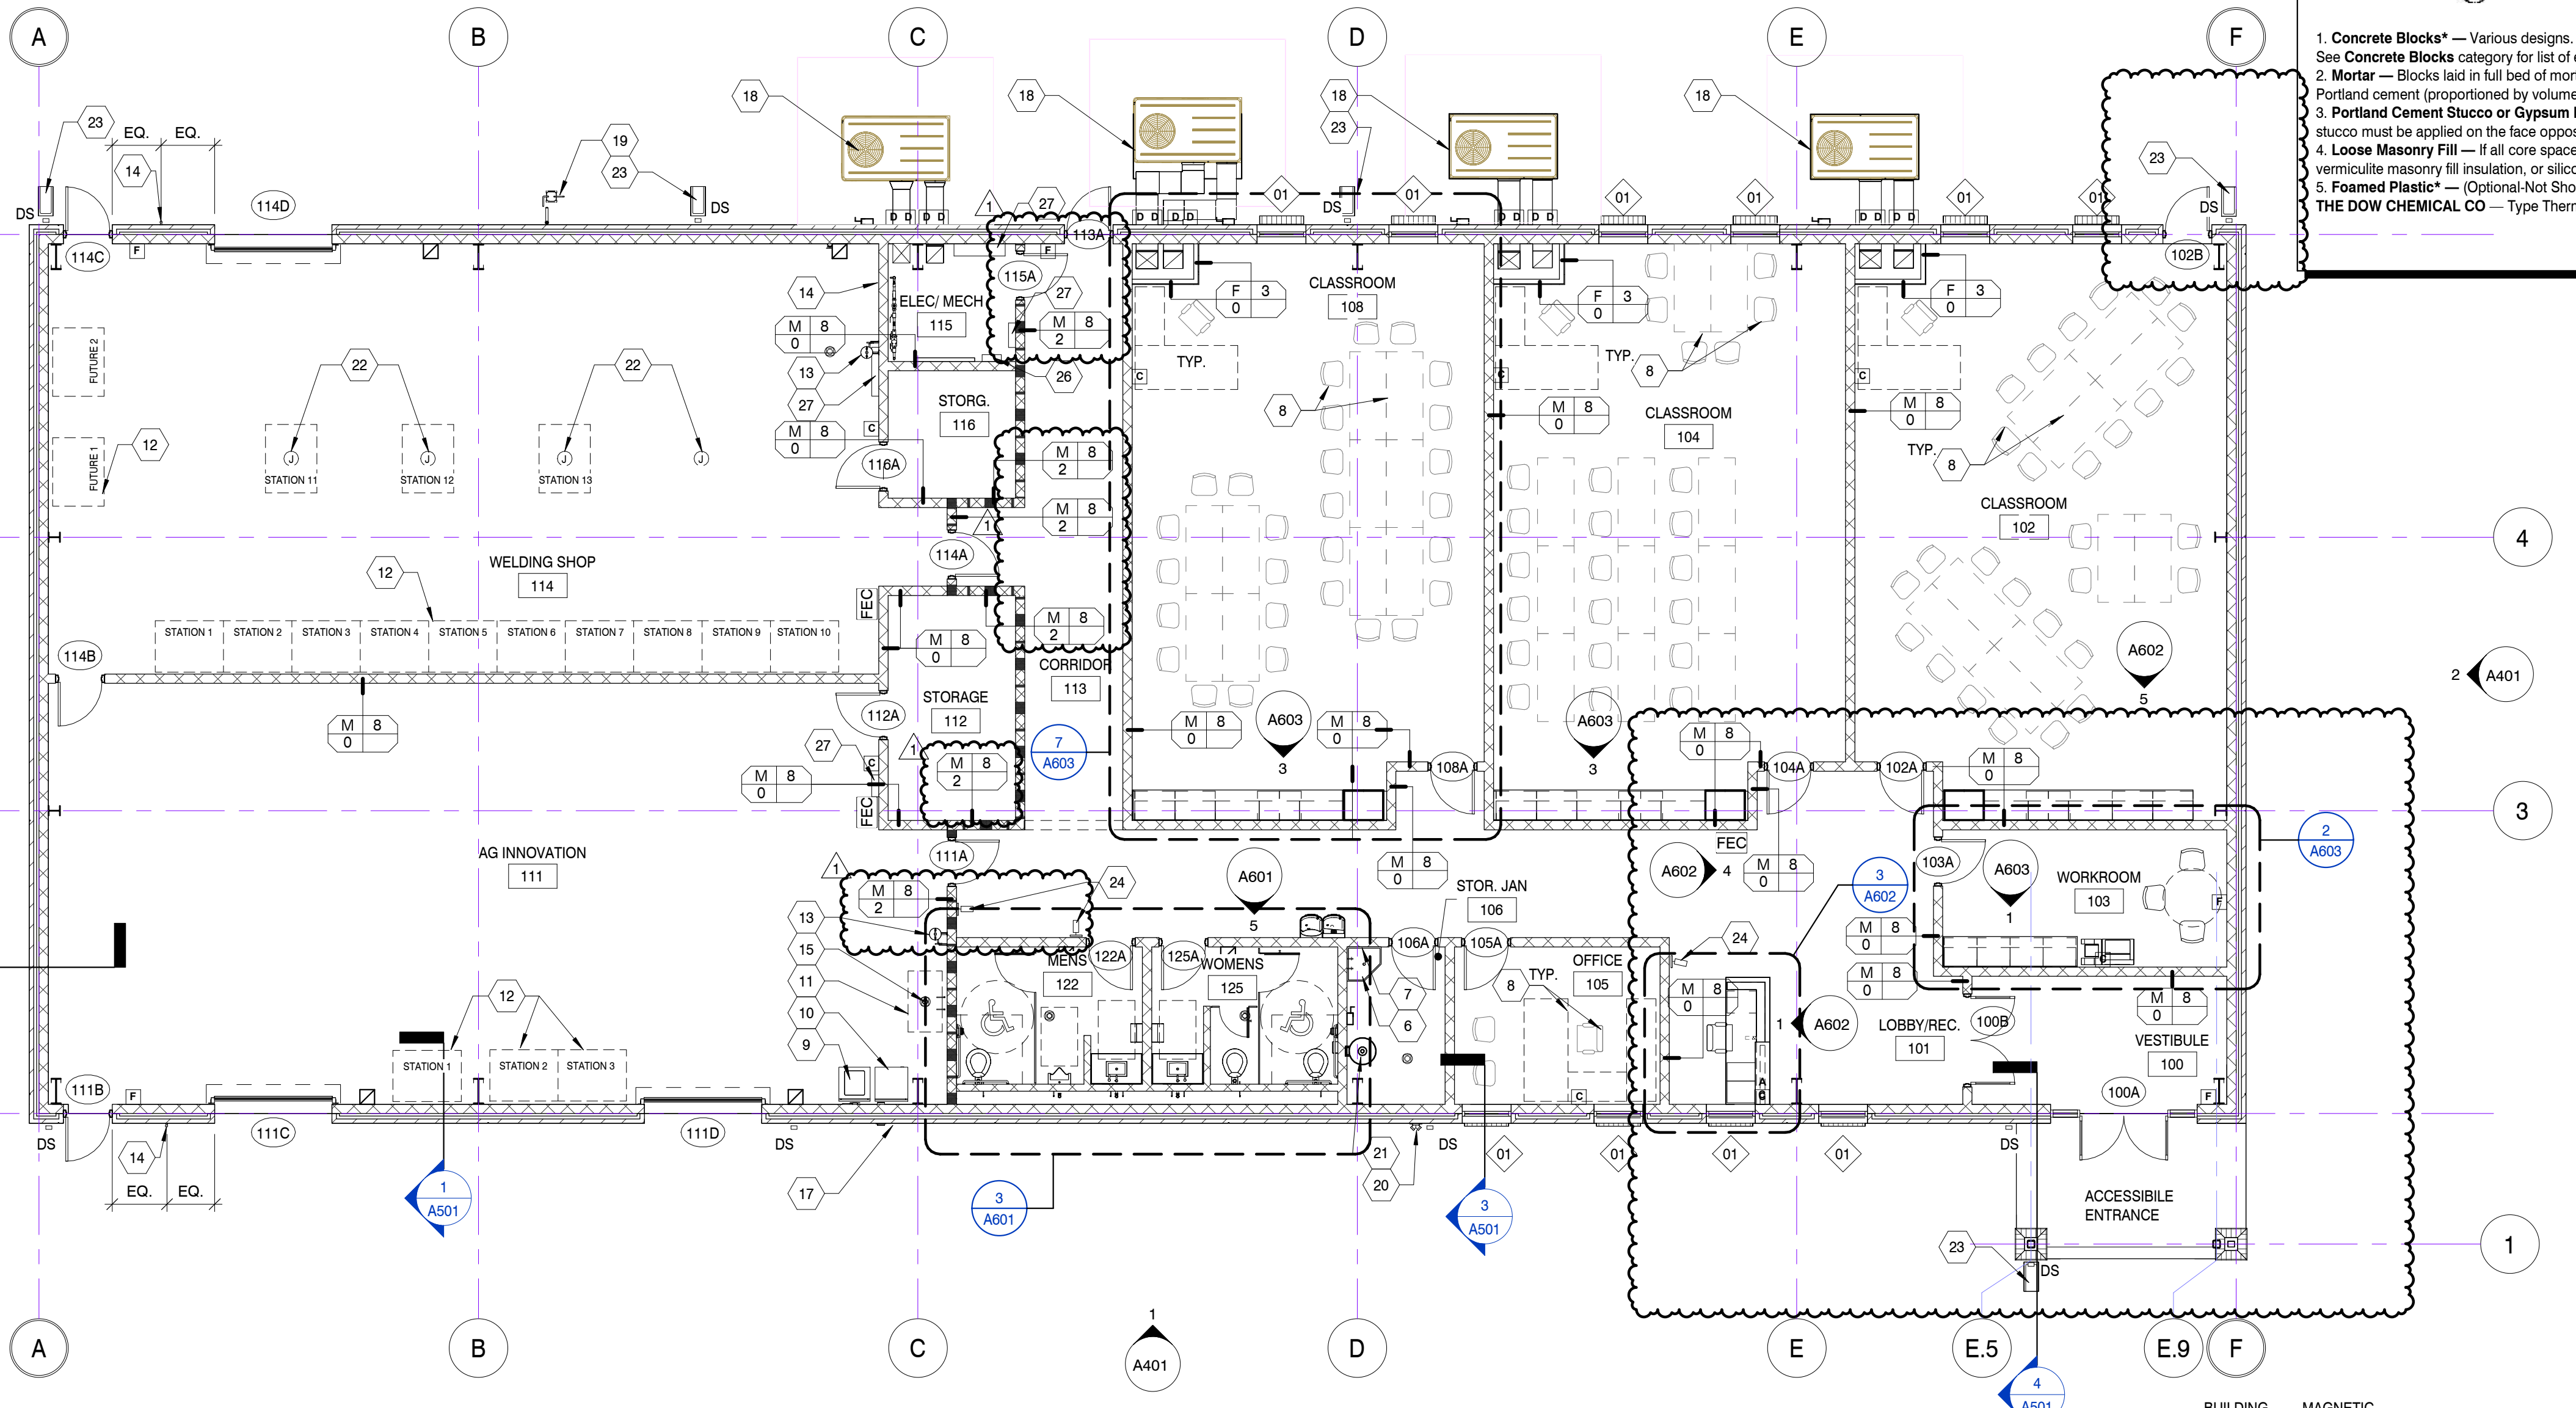 A
B
C
D
E
F
1. Concrete Blocks* — Various designs.
See Concrete Blocks category for list of
2. Mortar — Blocks laid in full bed of
Portland cement (proportioned by volume
3. Portland Cement Stucco or Gypsum
stucco must be applied on the face
4. Loose Masonry Fill — If all core
vermiculite masonry fill insulation, or
5. Foamed Plastic* — (Optional-Not
THE DOW CHEMICAL CO — Type
23
EQ.
EQ.
14
19
23
18
18
18
23
18
23
DS
114D
DS
1
27
01
DS
01
01
01
01
01
DS
D D
D D
D D
D D
114C
F
113A
F
102B
115A
14
ELEC/ MECH
115
27
M 8
0
M 8
2
F 3
0
CLASSROOM
108
F 3
0
F 3
0
FUTURE 2
22
22
13
26
27
C
TYP.
C
TYP.
8
C
STORG.
116
8
M 8
0
CLASSROOM
104
M 8
0
M 8
0
C
12
FUTURE 1
J
J
J
J
STATION 11
STATION 12
STATION 13
116A
M 8
2
TYP.
8
CLASSROOM
102
M 8
2
1
114A
4
WELDING SHOP
114
12
FEC
M 8
2
STATION 1
STATION 2
STATION 3
STATION 4
STATION 5
STATION 6
STATION 7
STATION 8
STATION 9
STATION 10
M 8
0
114B
CORRIDOR
113
A602
5
2
A401
STORAGE
112
112A
M 8
0
M 8
0
A603
3
M 8
0
A603
3
M 8
0
27
1
C
M 8
2
7
A603
108A
104A
102A
M 8
0
M 8
0
FEC
3
AG INNOVATION
111
111A
FEC
2
A603
1
M 8
2
24
A601
5
M 8
0
STOR. JAN
106
A602
4
M 8
0
3
A602
103A
A603
1
WORKROOM
103
F
13
15
11
10
9
MENS
122
122A
125A
WOMENS
125
106A
105A
24
M 8
0
M 8
0
7
6
TYP.
8
OFFICE
105
M 8
0
1
A602
LOBBY/REC.
101
100B
M 8
0
VESTIBULE
100
12
STATION 1
STATION 2
STATION 3
111B
F
C
100A
F
DS
111C
111D
DS
14
EQ.
EQ.
17
21
20
DS
01
01
01
01
DS
1
A501
3
A601
3
A501
ACCESSIBILE
ENTRANCE
23
DS
1
1
A401
A
B
C
D
E
E.5
E.9
F
4
A501
BUILDING
MAGNETIC